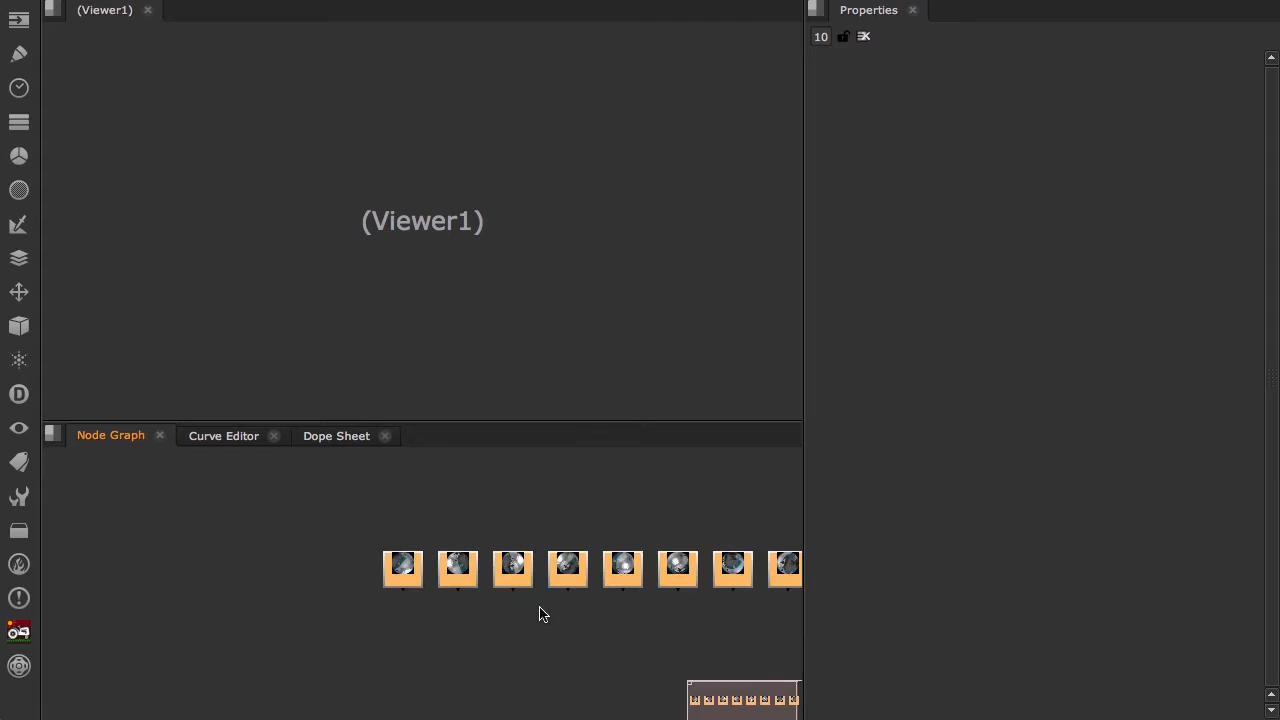 (Viewer1)
Properties
10
(Viewer1)
Node Graph
Curve Editor
Dope Sheet
D